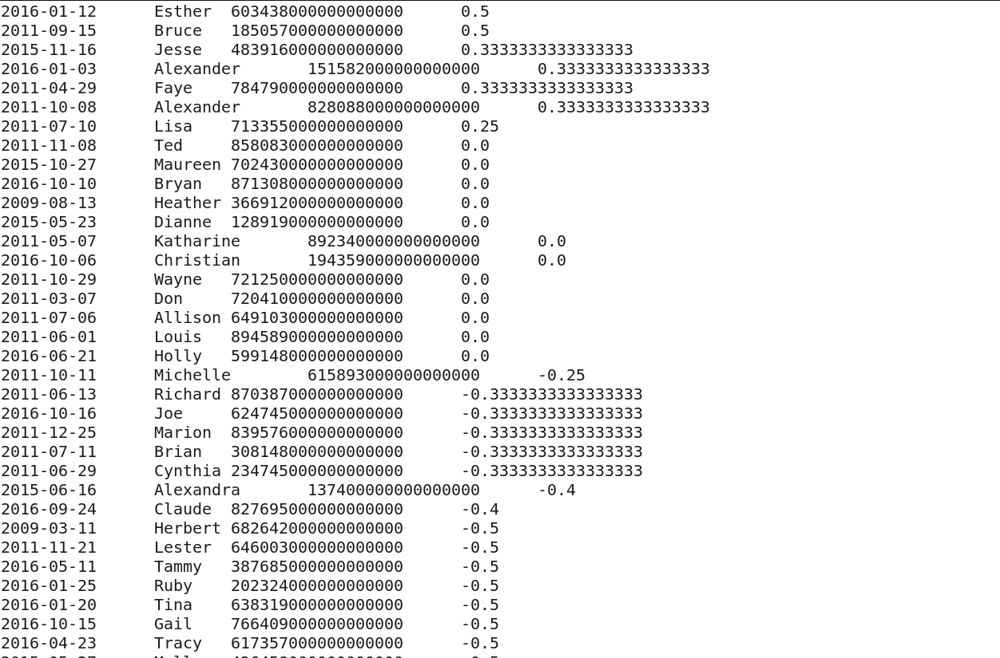 2016-01-12 Esther 603438000000000000 0.5
2011-09-15 Bruce 185057000000000000 0.5
2015-11-16 Jesse 483916000000000000 0.3333333333333333
2016-01-03 Alexander 151582000000000000 0.3333333333333333
2011-04-29 Faye 784790000000000000 0.3333333333333333
2011-10-08 Alexander 828088000000000000 0.3333333333333333
2011-07-10 Lisa 713355000000000000 0.25
2011-11-08 Ted 858083000000000000 0.0
2015-10-27 Maureen 702430000000000000 0.0
2016-10-10 Bryan 871308000000000000 0.0
2009-08-13 Heather 366912000000000000 0.0
2015-05-23 Dianne 128919000000000000 0.0
2011-05-07 Katharine 892340000000000000 0.0
2016-10-06 Christian 194359000000000000 0.0
2011-10-29 Wayne 721250000000000000 0.0
2011-03-07 Don 720410000000000000 0.0
2011-07-06 Allison 649103000000000000 0.0
2011-06-01 Louis 894589000000000000 0.0
2016-06-21 Holly 599148000000000000 0.0
2011-10-11 Michelle 615893000000000000 -0.25
2011-06-13 Richard 870387000000000000 -0.3333333333333333
2016-10-16 Joe 624745000000000000 -0.3333333333333333
2011-12-25 Marion 839576000000000000 -0.3333333333333333
2011-07-11 Brian 308148000000000000 -0.3333333333333333
2011-06-29 Cynthia 234745000000000000 -0.3333333333333333
2015-06-16 Alexandra 137400000000000000 -0.4
2016-09-24 Claude 827695000000000000 -0.4
2009-03-11 Herbert 682642000000000000 -0.5
2011-11-21 Lester 646003000000000000 -0.5
2016-05-11 Tammy 387685000000000000 -0.5
2016-01-25 Ruby 202324000000000000 -0.5
2016-01-20 Tina 638319000000000000 -0.5
2016-10-15 Gail 766409000000000000 -0.5
2016-04-23 Tracy 617357000000000000 -0.5